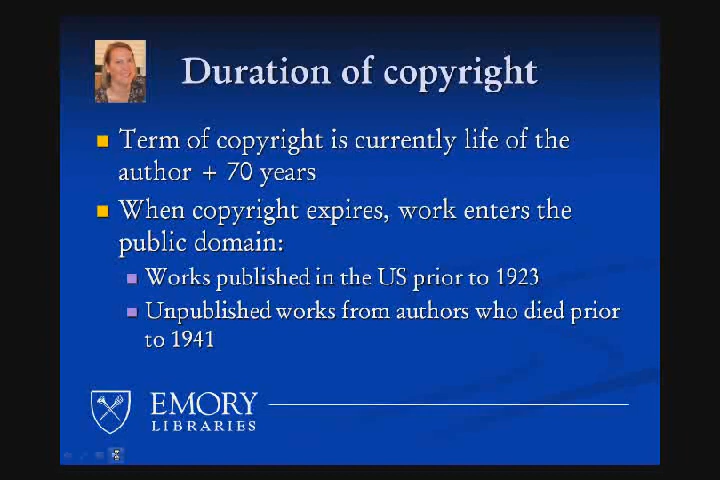 Duration of copyright
Term of copyright is currently life of the
author + 70 years
When copyright expires, work enters the
public domain:
Works published in the US prior to 1923
Unpublished works from authors who died prior
to 1941
EMORY
LIBRARIES